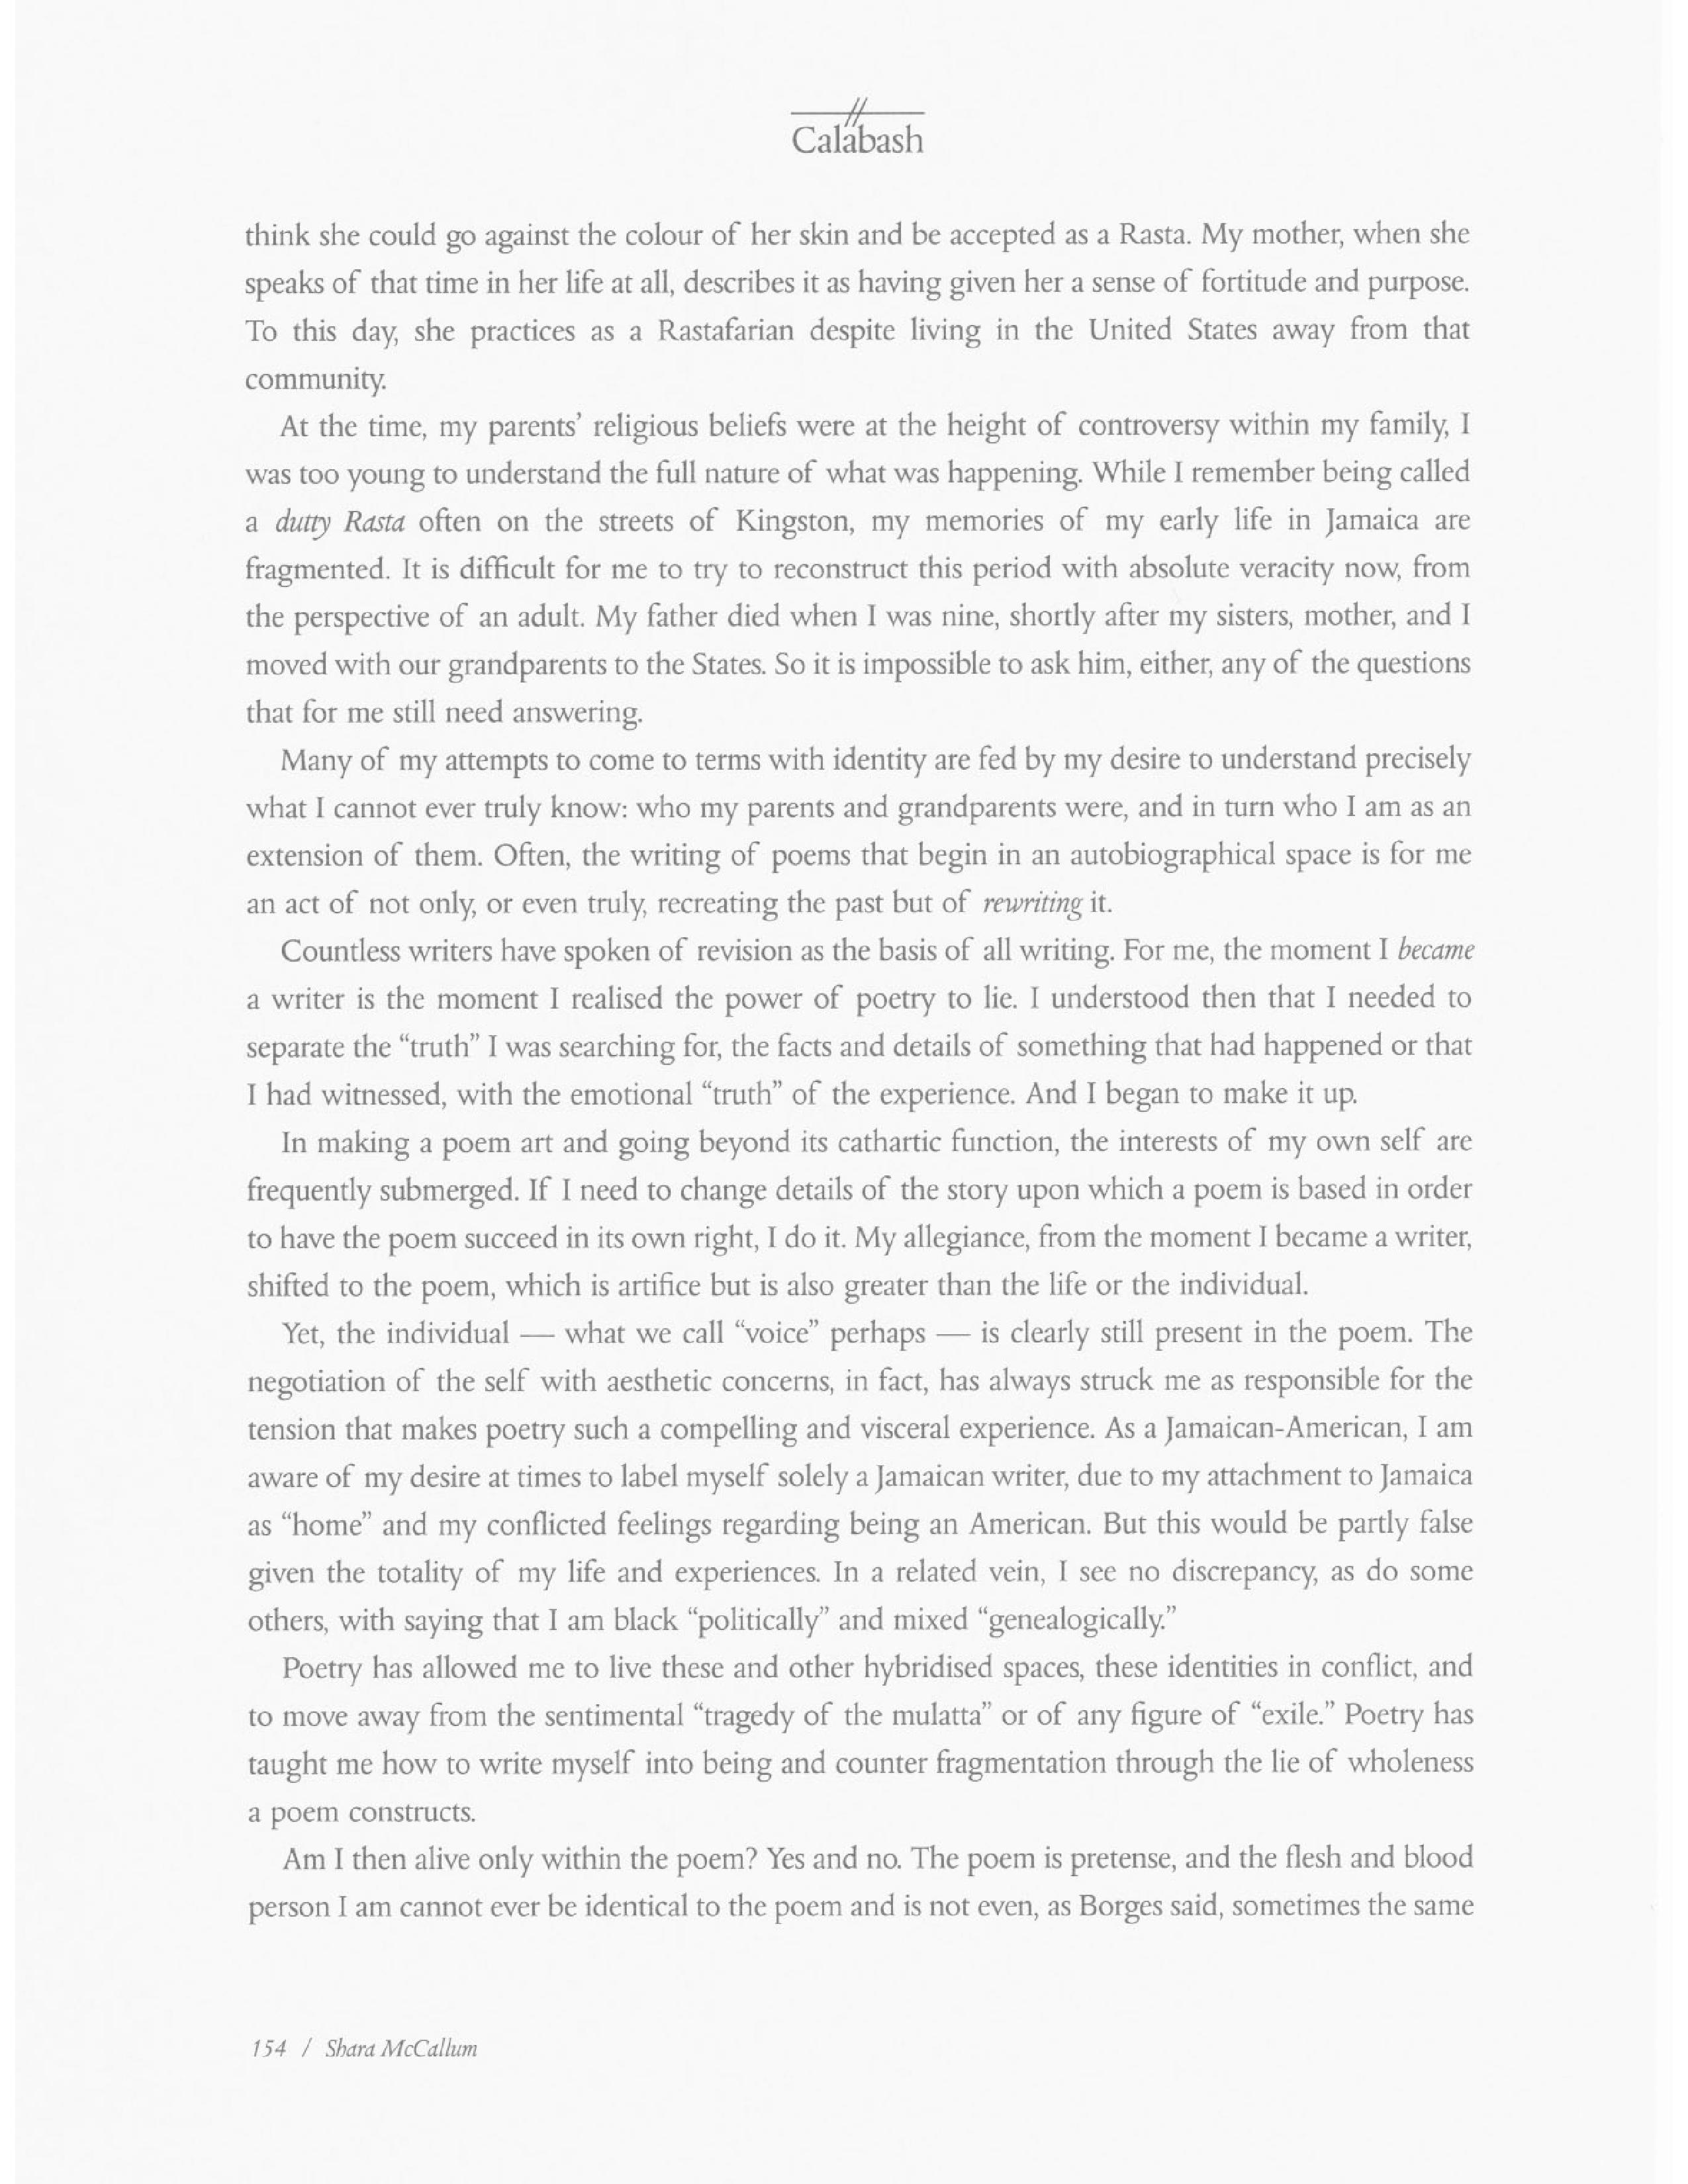 Calabash
think she could go against the colour of her skin and be accepted as a Rasta. My mother, when she
speaks of that time in her life at all, describes it as having given her a sense of fortitude and purpose.
To this day, she practices as a Rastafarian despite living in the United States away from that
community.
At the time, my parents’ religious beliefs were at the height of controversy within my family, I
was too young to understand the full nature of what was happening. While I remember being called
a dutty Rasta often on the streets of Kingston, my memories of my early life in Jamaica are
fragmented. It is difficult for me to try to reconstruct this period with absolute veracity now, from
the perspective of an adult. My father died when I was nine, shortly after my sisters, mother, and I
moved with our grandparents to the States. So it is impossible to ask him, either, any of the questions
that for me still need answering.
Many of my attempts to come to terms with identity are fed by my desire to understand precisely
what I cannot ever truly know: who my parents and grandparents were, and in turn who I am as an
extension of them. Often, the writing of poems that begin in an autobiographical space is for me
an act of not only, or even truly, recreating the past but of rewriting it.
Countless writers have spoken of revision as the basis of all writing. For me, the moment I became
a writer is the moment I realised the power of poetry to lie. I understood then that I needed to
separate the “truth” I was searching for, the facts and details of something that had happened or that
I had witnessed, with the emotional “truth” of the experience. And I began to make it up.
In making a poem art and going beyond its cathartic function, the interests of my own self are
frequently submerged. If I need to change details of the story upon which a poem is based in order
to have the poem succeed in its own right, I do it. My allegiance, from the moment I became a writer,
shifted to the poem, which is artifice but is also greater than the life or the individual.
Yet, the individual — what we call “voice” perhaps — is clearly still present in the poem. The
negotiation of the self with aesthetic concerns, in fact, has always struck me as responsible for the
tension that makes poetry such a compelling and visceral experience. As a Jamaican-American, I am
aware of my desire at times to label myself solely a Jamaican writer, due to my attachment to Jamaica
as “home” and my conflicted feelings regarding being an American. But this would be partly false
given the totality of my life and experiences. In a related vein, I see no discrepancy, as do some
others, with saying that I am black “politically” and mixed “genealogically.”
Poetry has allowed me to live these and other hybridised spaces, these identities in conflict, and
to move away from the sentimental “tragedy of the mulatta” or of any figure of “exile.” Poetry has
taught me how to write myself into being and counter fragmentation through the lie of wholeness
a poem constructs.
Am I then alive only within the poem? Yes and no. The poem is pretense, and the flesh and blood
person I am cannot ever be identical to the poem and is not even, as Borges said, sometimes the same
154 / Shara McCallum